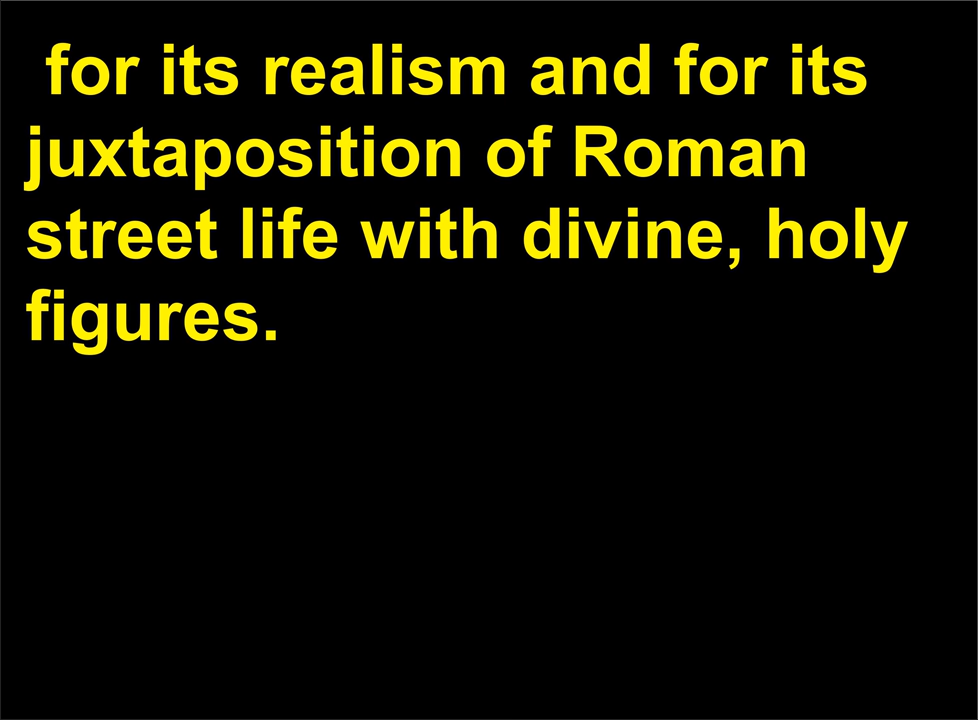 for its realism and for its
juxtaposition of Roman
street life with divine, holy
figures.